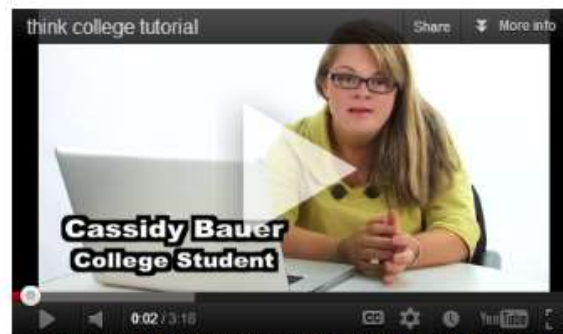 think college tutorial Share More info
Cassidy Bauer
College Student
0:02 / 3:18 CC YouTube